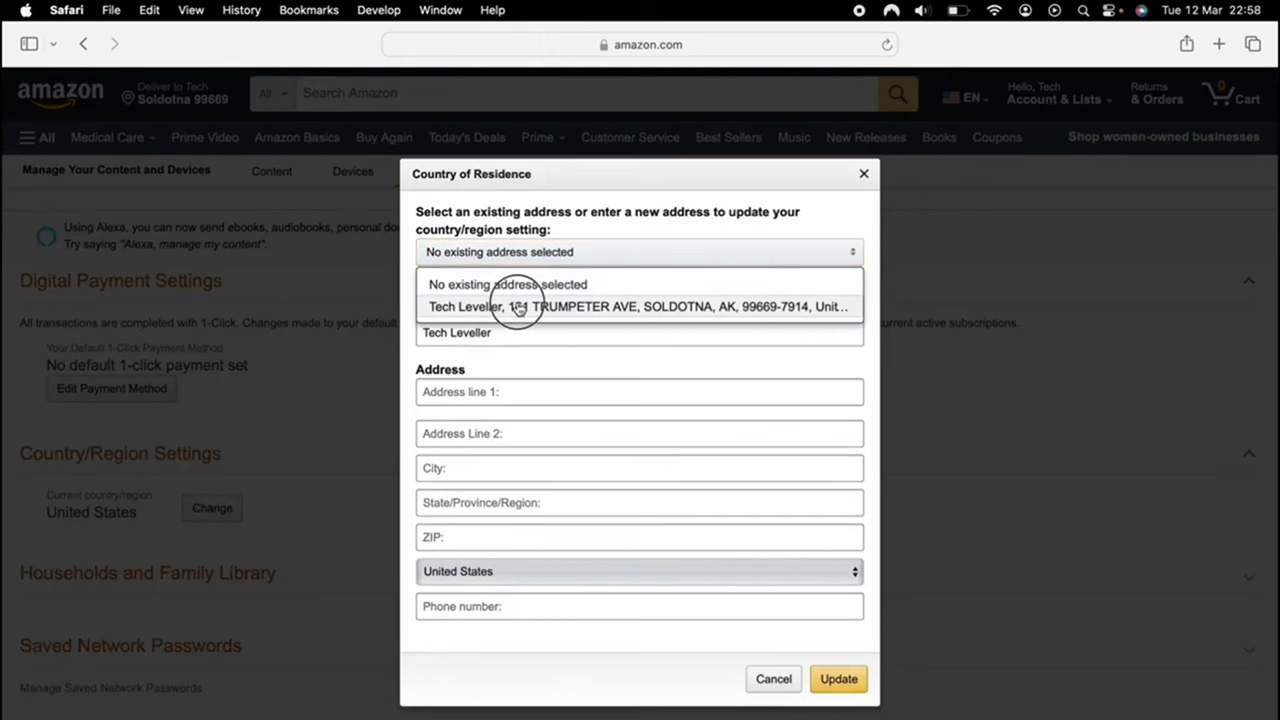 Safari File Edit View History Bookmarks Develop Window Help Tue 12 Mar 22:58
amazon.com
amazon Deliver to Tech Soldotna 99669 All Search Amazon EN Hello, Tech Account & Lists Returns & Orders 0 Cart
All Medical Care Prime Video Amazon Basics Buy Again Today's Deals Prime Customer Service Best Sellers Music New Releases Books Coupons Shop women-owned businesses
Manage Your Content and Devices Content Devices
Using Alexa, you can now send ebooks, audiobooks, personal do
Try saying "Alexa, manage my content".
Digital Payment Settings
All transactions are completed with 1-Click. Changes made to your default
urrent active subscriptions.
Your Default 1-Click Payment Method
No default 1-click payment set
Edit Payment Method
Country/Region Settings
Current country/region
United States
Change
Households and Family Library
Saved Network Passwords
Manage Saved Network Passwords
Country of Residence
Select an existing address or enter a new address to update your
country/region setting:
No existing address selected
No existing address selected
Tech Leveller, TRUMPETER AVE, SOLDOTNA, AK, 99669-7914, Unit...
Tech Leveller
Address
Address line 1:
Address Line 2:
City:
State/Province/Region:
ZIP:
United States
Phone number:
Cancel Update